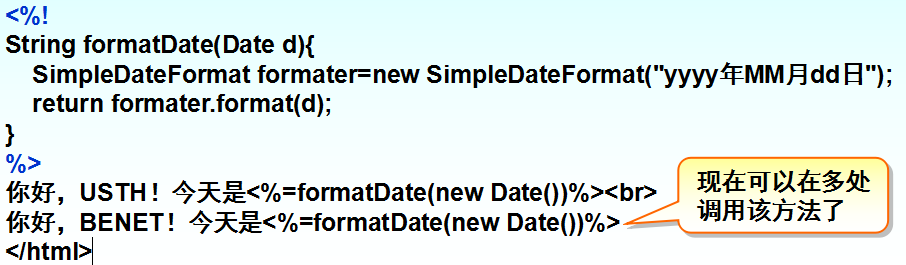 <%!
String formatDate(Date d){
    SimpleDateFormat formater=new SimpleDateFormat("yyyy年MM月dd日");
    return formater.format(d);
}
%>
你好，USTH！今天是<%=formatDate(new Date())%><br>
你好，BENET！今天是<%=formatDate(new Date())%>
</html>
现在可以在多处
调用该方法了